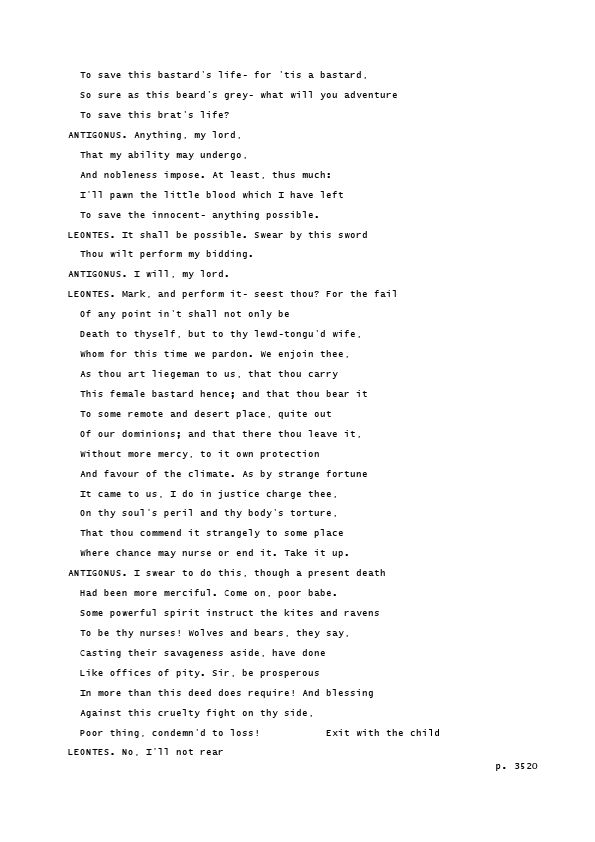 To save this bastard's life- for 'tis a bastard,
So sure as this beard's grey- what will you adventure
To save this brat's life?
ANTIGONUS. Anything, my lord,
That my ability may undergo,
And nobleness impose. At least, thus much:
I'll pawn the little blood which I have left
To save the innocent- anything possible.
LEONTES. It shall be possible. Swear by this sword
Thou wilt perform my bidding.
ANTIGONUS. I will, my lord.
LEONTES. Mark, and perform it- seest thou? For the fail
Of any point in't shall not only be
Death to thyself, but to thy lewd-tongu'd wife,
Whom for this time we pardon. We enjoin thee,
As thou art liegeman to us, that thou carry
This female bastard hence; and that thou bear it
To some remote and desert place, quite out
Of our dominions; and that there thou leave it,
Without more mercy, to it own protection
And favour of the climate. As by strange fortune
It came to us, I do in justice charge thee,
On thy soul's peril and thy body's torture,
That thou commend it strangely to some place
Where chance may nurse or end it. Take it up.
ANTIGONUS. I swear to do this, though a present death
Had been more merciful. Come on, poor babe.
Some powerful spirit instruct the kites and ravens
To be thy nurses! Wolves and bears, they say,
Casting their savageness aside, have done
Like offices of pity. Sir, be prosperous
In more than this deed does require! And blessing
Against this cruelty fight on thy side,
Poor thing, condemn'd to loss! Exit with the child
LEONTES. No, I'll not rear
p. 3520